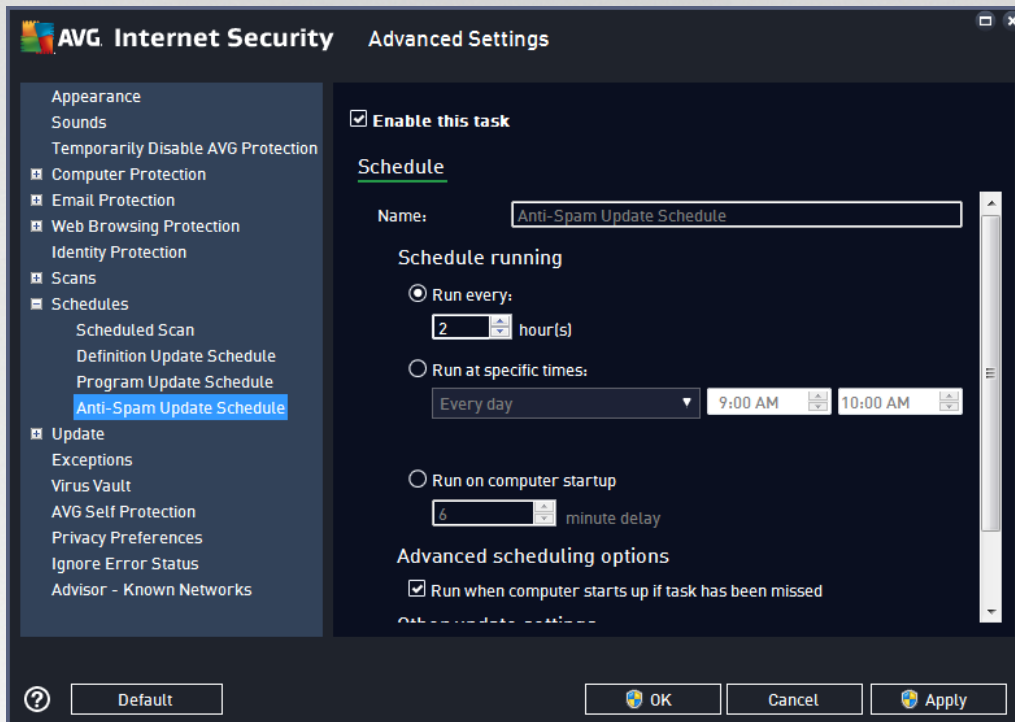 AVG. Internet Security Advanced Settings
Appearance
Sounds
Temporarily Disable AVG Protection
Computer Protection
Email Protection
Web Browsing Protection
Identity Protection
Scans
Schedules
Scheduled Scan
Definition Update Schedule
Program Update Schedule
Anti-Spam Update Schedule
Update
Exceptions
Virus Vault
AVG Self Protection
Privacy Preferences
Ignore Error Status
Advisor - Known Networks
Enable this task
Schedule
Name: Anti-Spam Update Schedule
Schedule running
Run every:
2 hour(s)
Run at specific times:
Every day 9:00 AM 10:00 AM
Run on computer startup
6 minute delay
Advanced scheduling options
Run when computer starts up if task has been missed
Other update settings
? Default OK Cancel Apply